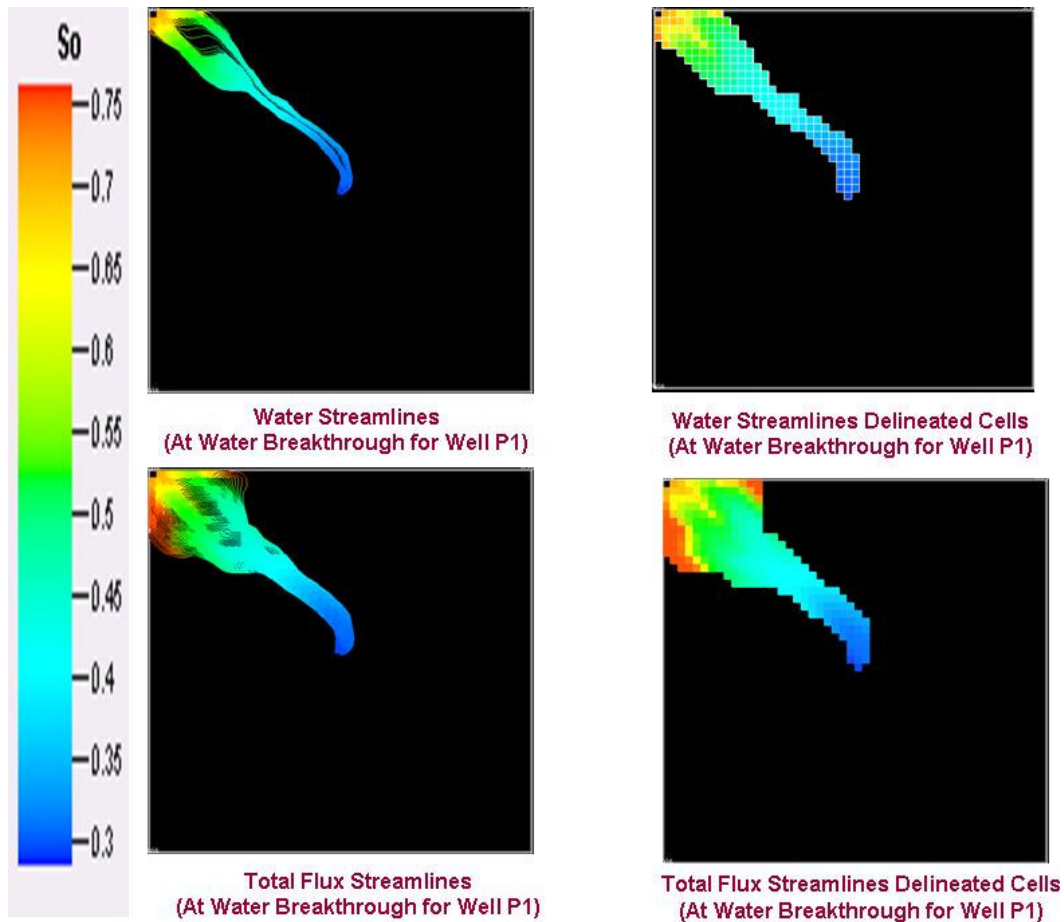 So
0.75
0.7
0.65
0.6
0.55
0.5
0.45
0.4
0.35
0.3
Water Streamlines
(At Water Breakthrough for Well P1)
Water Streamlines Delineated Cells
(At Water Breakthrough for Well P1)
Total Flux Streamlines
(At Water Breakthrough for Well P1)
Total Flux Streamlines Delineated Cells
(At Water Breakthrough for Well P1)